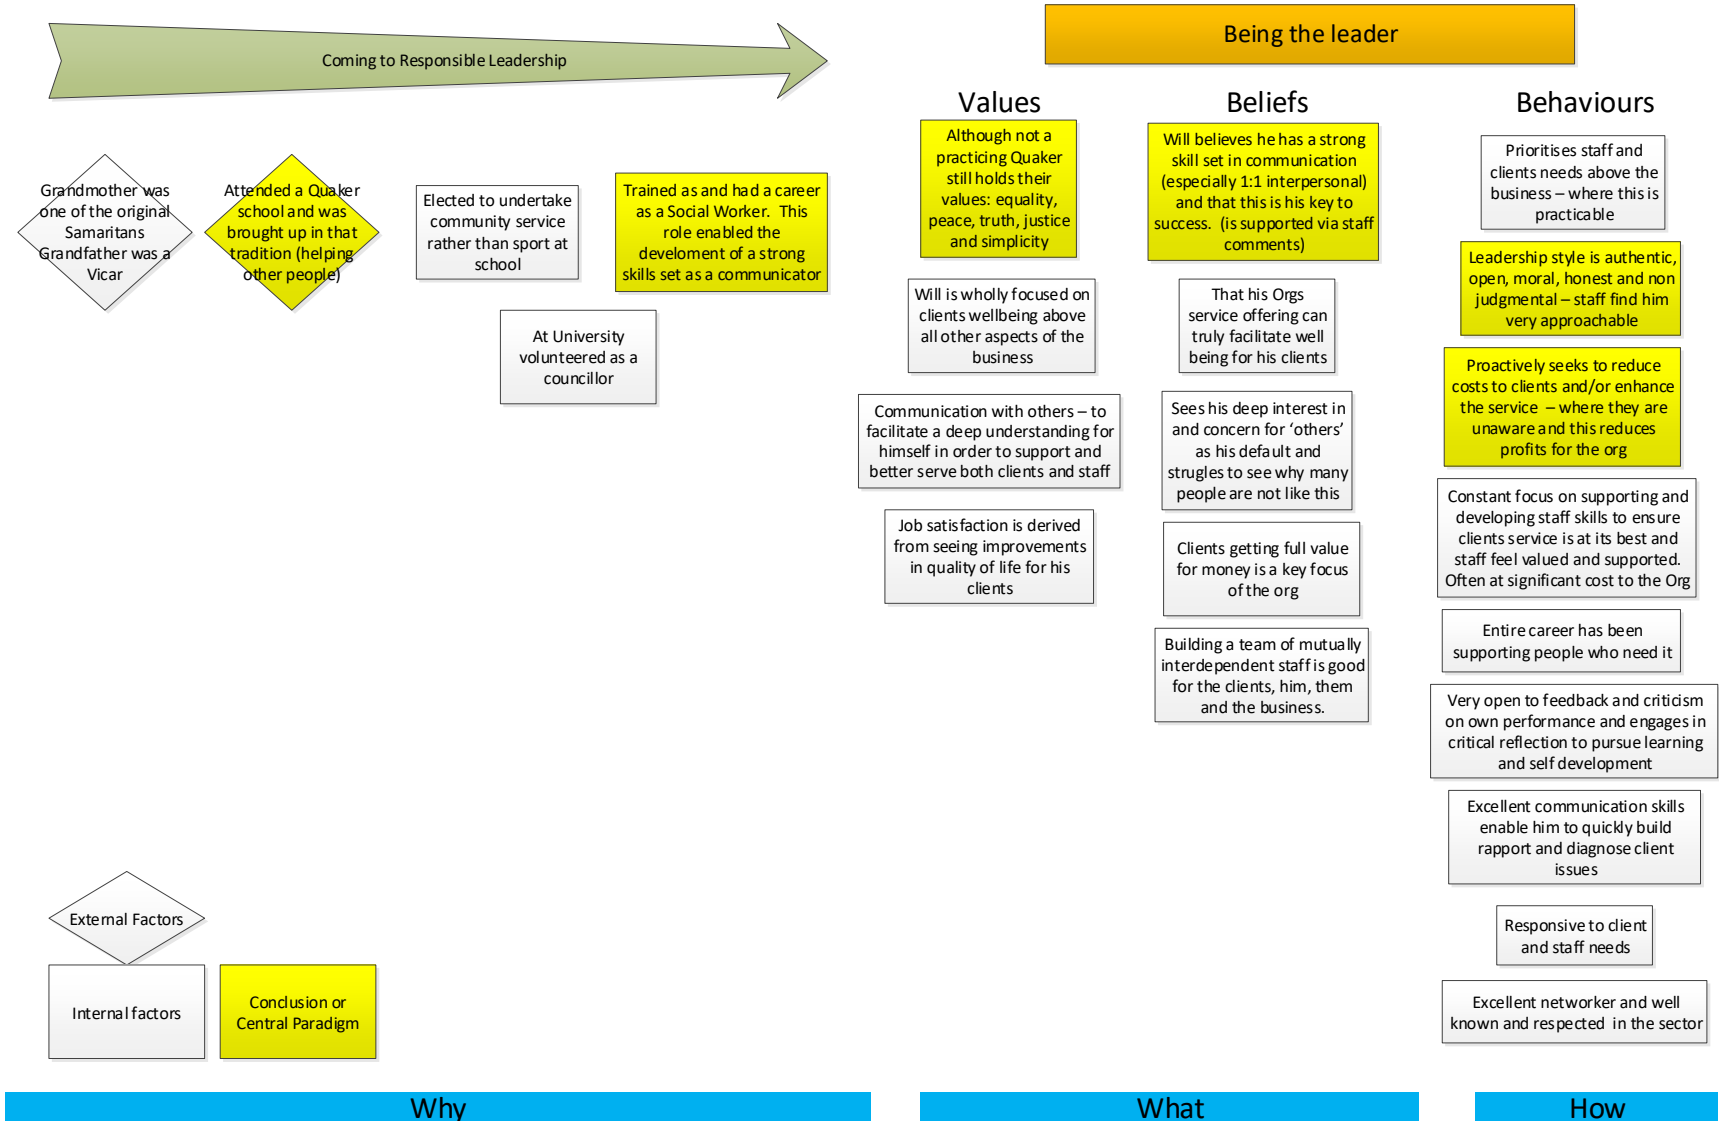 Coming to Responsible Leadership
Being the leader
Grandmother was
one of the original
Samaritans
Grandfather was a
Vicar
Attended a Quaker
school and was
brought up in that
tradition (helping
other people)
Elected to undertake
community service
rather than sport at
school
Trained as and had a career
as a Social Worker. This
role enabled the
develoment of a strong
skills set as a communicator
At University
volunteered as a
councillor
Values
Although not a
practicing Quaker
still holds their
values: equality,
peace, truth, justice
and simplicity
Will is wholly focused on
clients wellbeing above
all other aspects of the
business
Communication with others – to
facilitate a deep understanding for
himself in order to support and
better serve both clients and staff
Job satisfaction is derived
from seeing improvements
in quality of life for his
clients
Beliefs
Will believes he has a strong
skill set in communication
(especially 1:1 interpersonal)
and that this is his key to
success. (is supported via staff
comments)
That his Orgs
service offering can
truly facilitate well
being for his clients
Sees his deep interest in
and concern for ‘others’
as his default and
strugles to see why many
people are not like this
Clients getting full value
for money is a key focus
of the org
Building a team of mutually
interdependent staff is good
for the clients, him, them
and the business.
Behaviours
Prioritises staff and
clients needs above the
business – where this is
practicable
Leadership style is authentic,
open, moral, honest and non
judgmental – staff find him
very approachable
Proactively seeks to reduce
costs to clients and/or enhance
the service – where they are
unaware and this reduces
profits for the org
Constant focus on supporting and
developing staff skills to ensure
clients service is at its best and
staff feel valued and supported.
Often at significant cost to the Org
Entire career has been
supporting people who need it
Very open to feedback and criticism
on own performance and engages in
critical reflection to pursue learning
and self development
Excellent communication skills
enable him to quickly build
rapport and diagnose client
issues
Responsive to client
and staff needs
Excellent networker and well
known and respected in the sector
External Factors
Internal factors
Conclusion or
Central Paradigm
Why
What
How